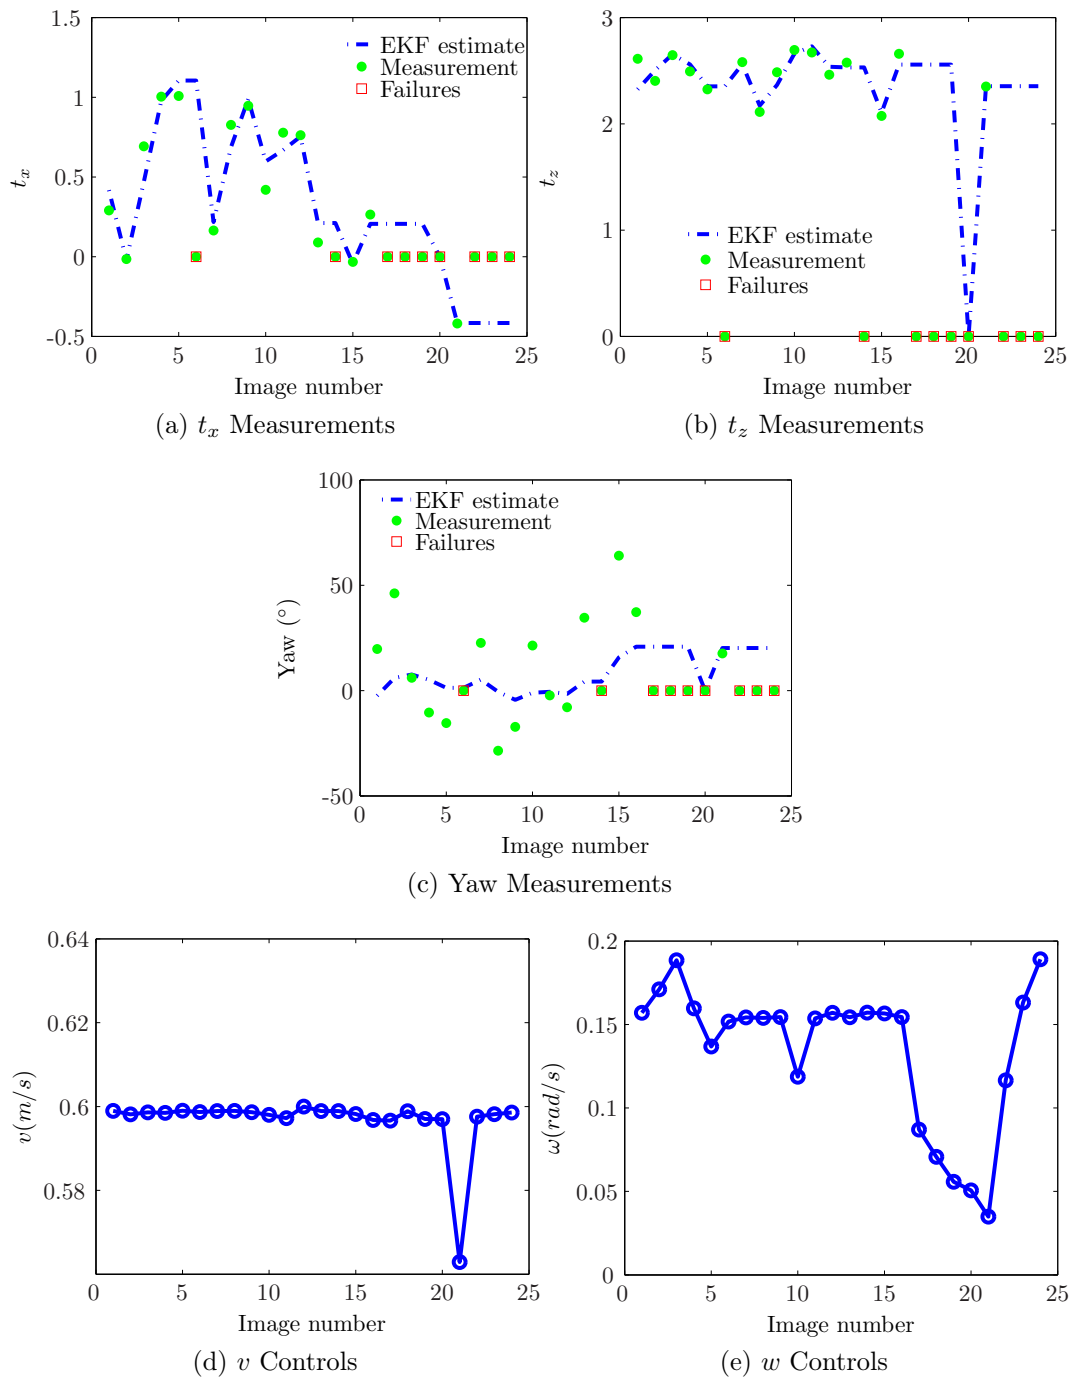 1.5
1
0.5
0
-0.5
t_x
EKF estimate
Measurement
Failures
0 5 10 15 20 25
Image number
(a) t_x Measurements
3
2
1
0
t_z
EKF estimate
Measurement
Failures
0 5 10 15 20 25
Image number
(b) t_z Measurements
100
50
0
-50
Yaw (°)
EKF estimate
Measurement
Failures
0 5 10 15 20 25
Image number
(c) Yaw Measurements
0.64
0.62
0.6
0.58
v(m/s)
0 5 10 15 20 25
Image number
(d) v Controls
0.2
0.15
0.1
0.05
0
ω(rad/s)
0 5 10 15 20 25
Image number
(e) w Controls